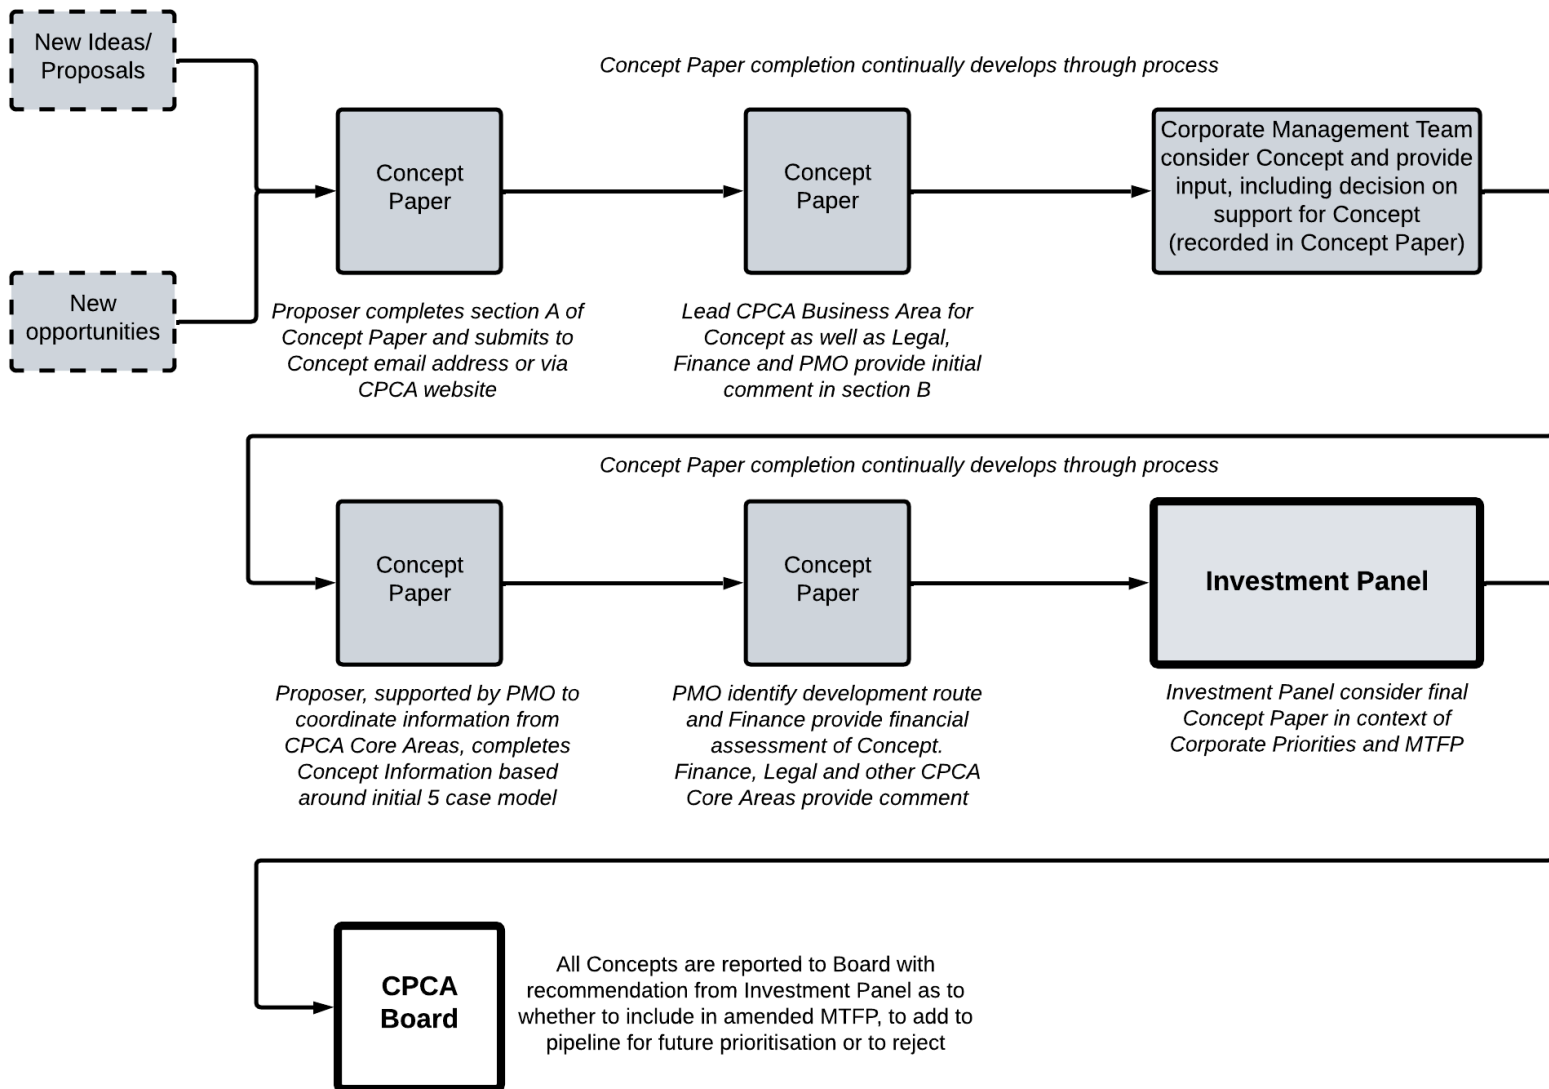 New Ideas/
Proposals
Concept Paper completion continually develops through process
Concept
Paper
Concept
Paper
Corporate Management Team
consider Concept and provide
input, including decision on
support for Concept
(recorded in Concept Paper)
New
opportunities
Proposer completes section A of
Concept Paper and submits to
Concept email address or via
CPCA website
Lead CPCA Business Area for
Concept as well as Legal,
Finance and PMO provide initial
comment in section B
Concept Paper completion continually develops through process
Concept
Paper
Concept
Paper
Investment Panel
Proposer, supported by PMO to
coordinate information from
CPCA Core Areas, completes
Concept Information based
around initial 5 case model
PMO identify development route
and Finance provide financial
assessment of Concept.
Finance, Legal and other CPCA
Core Areas provide comment
Investment Panel consider final
Concept Paper in context of
Corporate Priorities and MTFP
CPCA
Board
All Concepts are reported to Board with
recommendation from Investment Panel as to
whether to include in amended MTFP, to add to
pipeline for future prioritisation or to reject